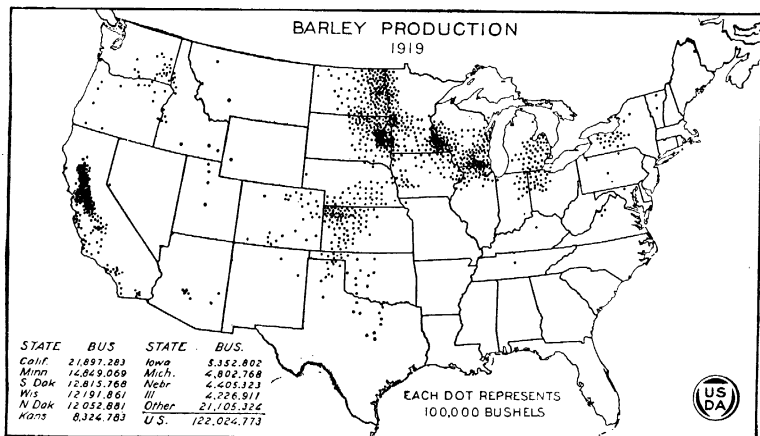 BARLEY PRODUCTION
1919
STATE BUS STATE BUS.
Calif. 21,897,283 Iowa 5,352,802
Minn 14,849,069 Mich. 4,802,768
S Dak 12,815,768 Nebr 4,405,323
Wis 12,191,861 Ill 4,226,911
N Dak 12,052,881 Other 21,105,324
Kans 8,324,783 U.S. 122,024,773
EACH DOT REPRESENTS
100,000 BUSHELS
US
DA